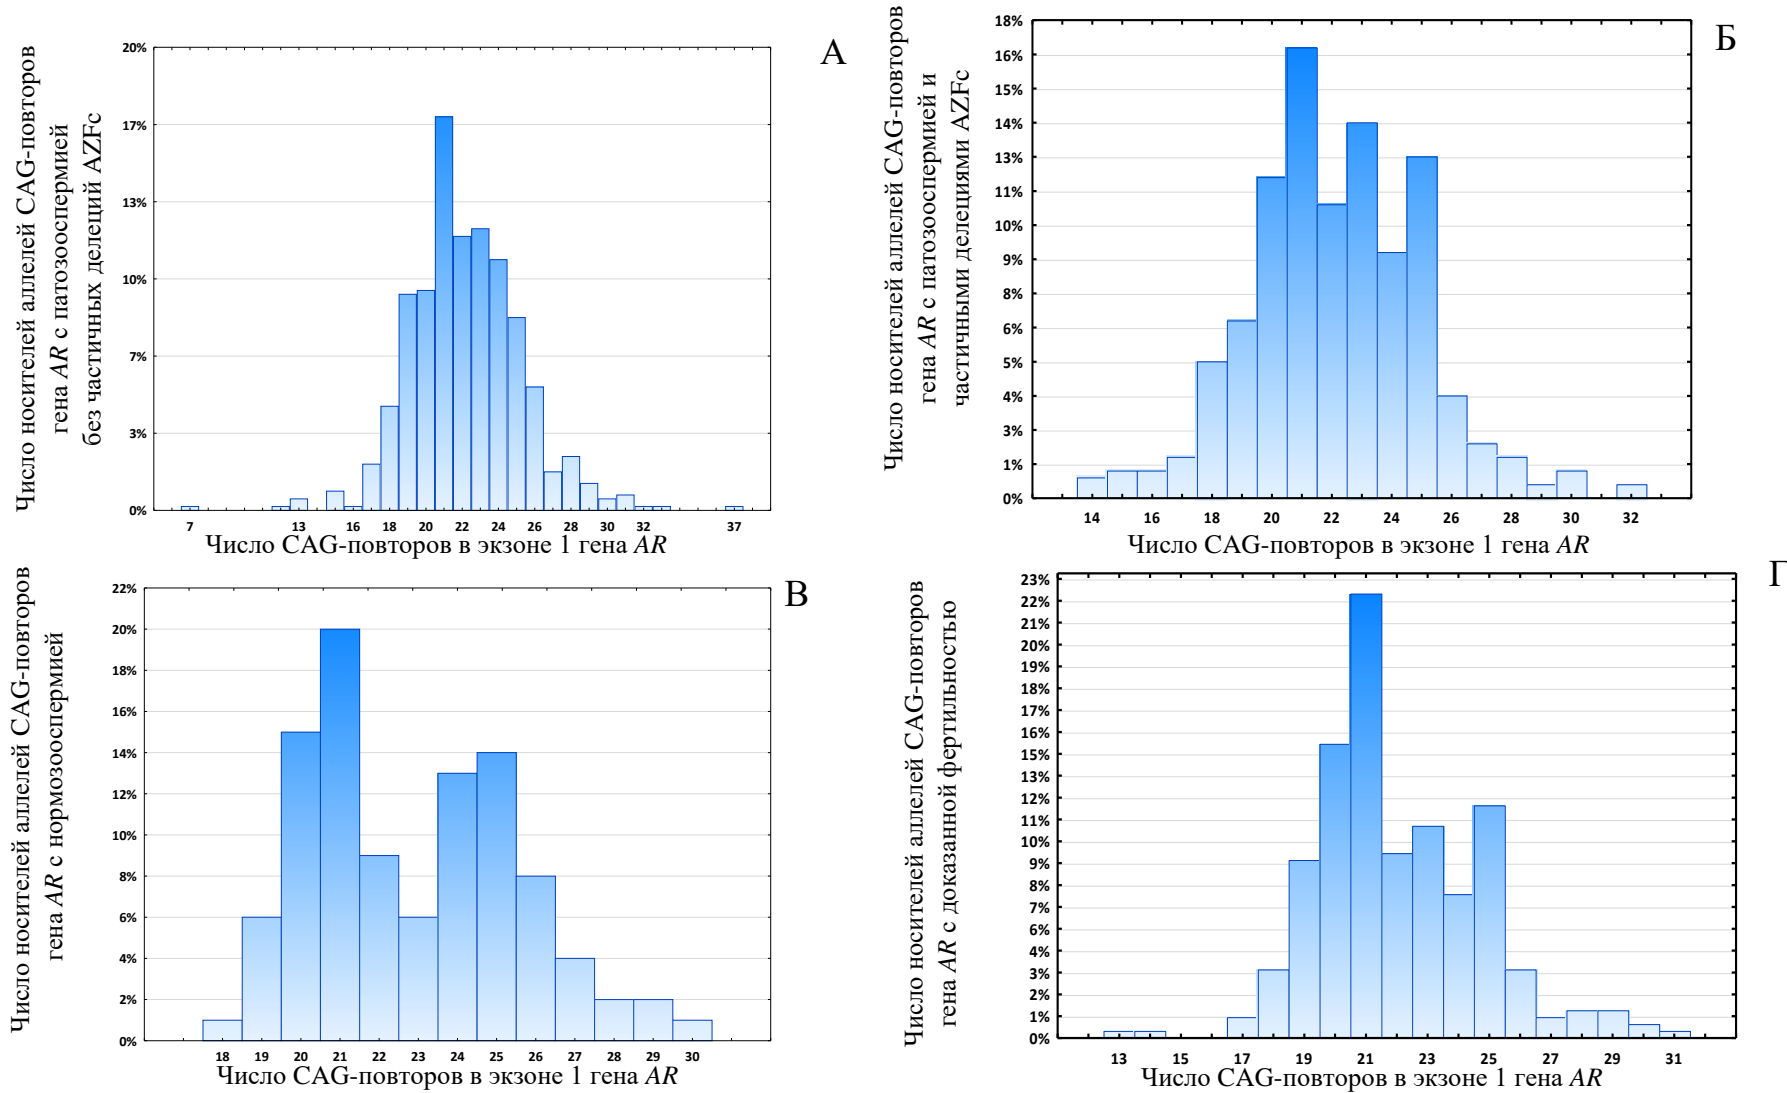 Число носителей аллелей CAG-повторов
гена AR с патозооспермией
без частичных делеций AZFc
20%
17%
13%
10%
7%
3%
0%
7 13 16 18 20 22 24 26 28 30 32 37
Число CAG-повторов в экзоне 1 гена AR
А
Число носителей аллелей CAG-повторов
гена AR с патозооспермией и
частичными делециями AZFc
18%
16%
15%
14%
13%
11%
10%
9%
8%
6%
5%
4%
3%
1%
0%
14 16 18 20 22 24 26 28 30 32
Число CAG-повторов в экзоне 1 гена AR
Б
Число носителей аллелей CAG-повторов
гена AR с нормозооспермией
22%
20%
18%
16%
14%
12%
10%
8%
6%
4%
2%
0%
18 19 20 21 22 23 24 25 26 27 28 29 30
Число CAG-повторов в экзоне 1 гена AR
В
Число носителей аллелей CAG-повторов
гена AR с доказанной фертильностью
23%
22%
21%
20%
19%
18%
17%
16%
15%
13%
12%
11%
10%
9%
8%
7%
6%
5%
4%
3%
2%
1%
0%
13 15 17 19 21 23 25 27 29 31
Число CAG-повторов в экзоне 1 гена AR
Г